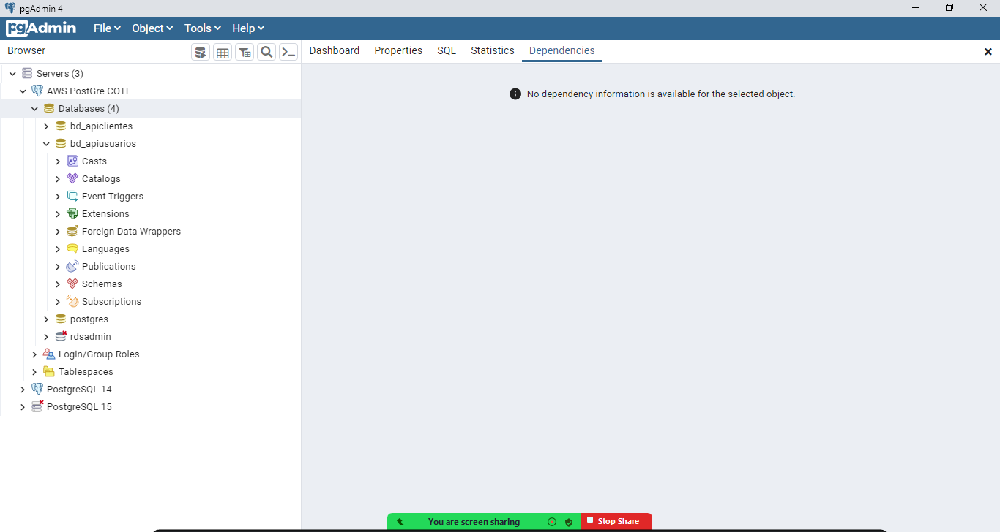 pgAdmin 4
pgAdmin File Object Tools Help
Browser
Dashboard Properties SQL Statistics Dependencies
Servers (3)
AWS PostGre COTI
Databases (4)
bd_apiclientes
bd_apiusuarios
Casts
Catalogs
Event Triggers
Extensions
Foreign Data Wrappers
Languages
Publications
Schemas
Subscriptions
postgres
rdsadmin
Login/Group Roles
Tablespaces
PostgreSQL 14
PostgreSQL 15
No dependency information is available for the selected object.
You are screen sharing Stop Share